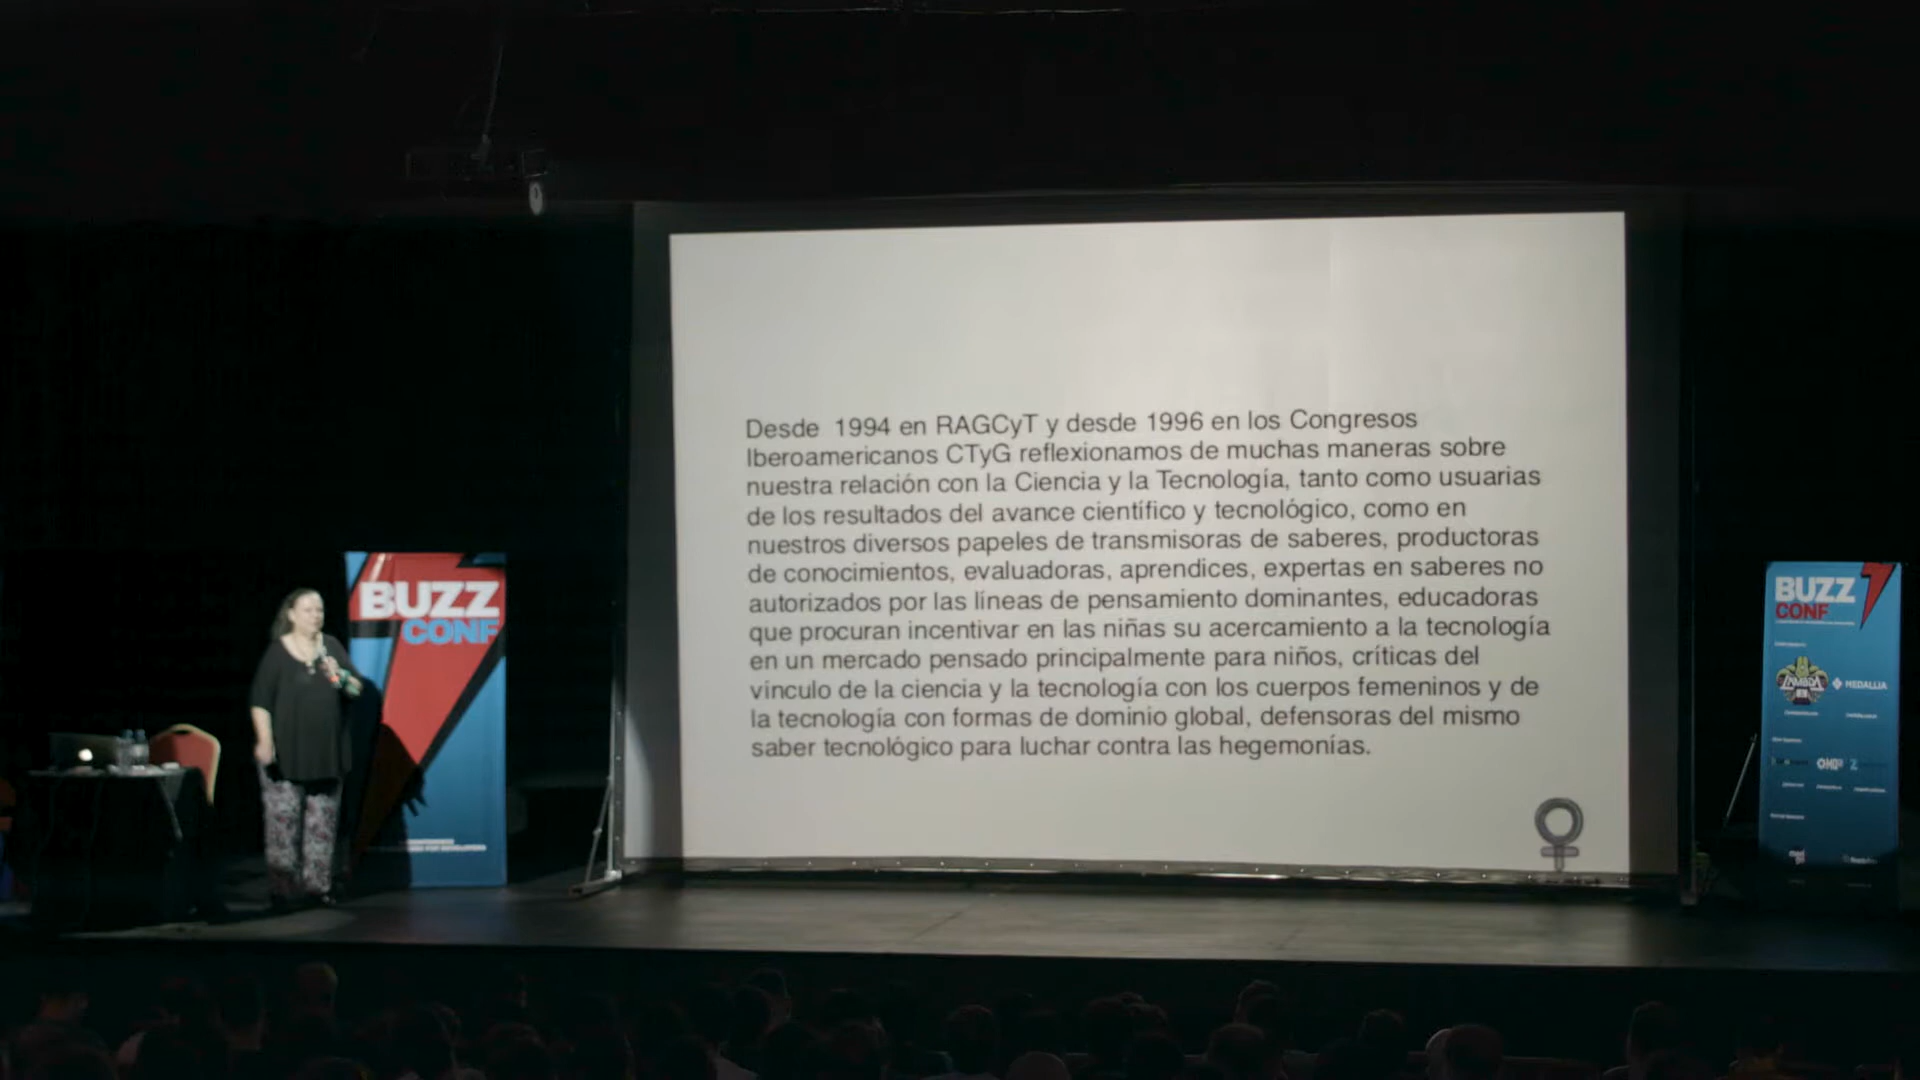 Desde 1994 en RAGCyT y desde 1996 en los Congresos
Iberoamericanos CTyG reflexionamos de muchas maneras sobre
nuestra relación con la Ciencia y la Tecnología, tanto como usuarias
de los resultados del avance científico y tecnológico, como en
nuestros diversos papeles de transmisoras de saberes, productoras
de conocimientos, evaluadoras, aprendices, expertas en saberes no
autorizados por las líneas de pensamiento dominantes, educadoras
que procuran incentivar en las niñas su acercamiento a la tecnología
en un mercado pensado principalmente para niños, críticas del
vínculo de la ciencia y la tecnología con los cuerpos femeninos y de
la tecnología con formas de dominio global, defensoras del mismo
saber tecnológico para luchar contra las hegemonías.
BUZZ
CONF
BUZZ
CONF
LAMBDA
MEDALLIA